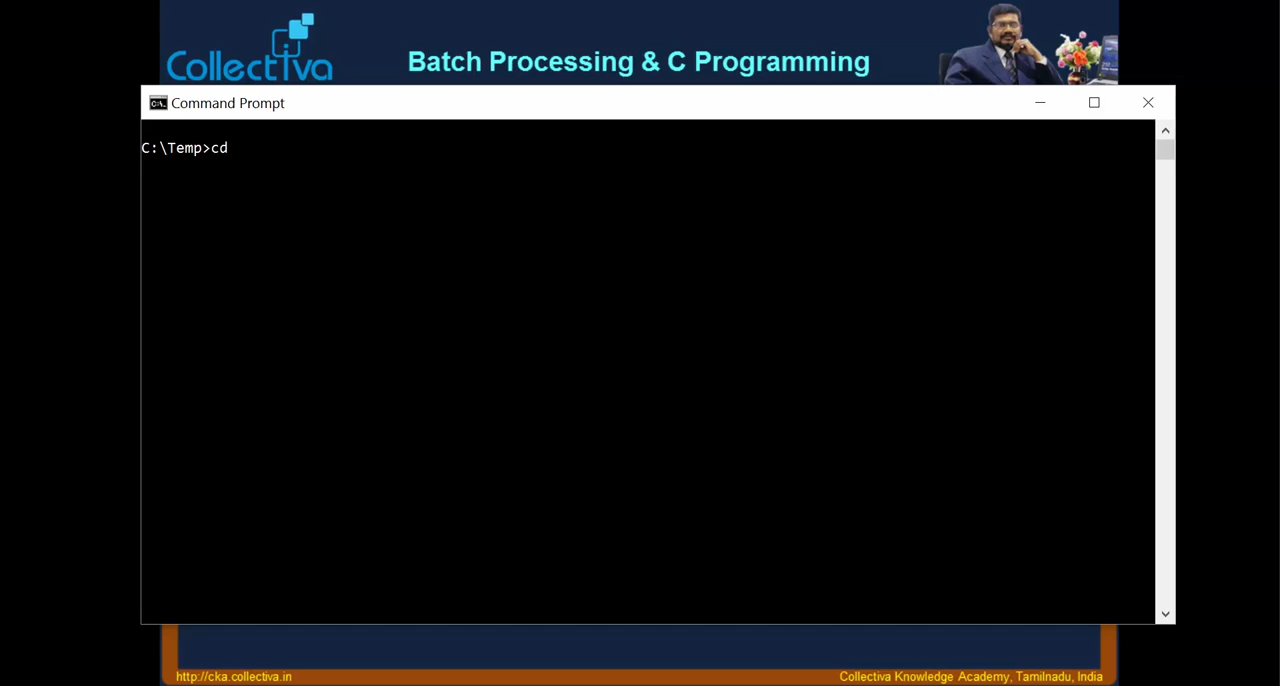 Collectiva
Batch Processing & C Programming
C:\. Command Prompt
C:\Temp>cd
http://cka.collectiva.in
Collectiva Knowledge Academy, Tamilnadu, India